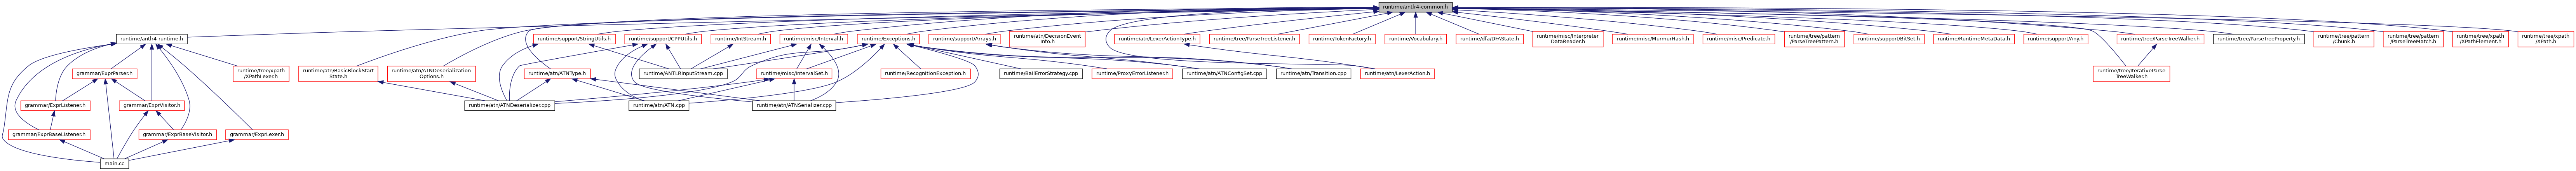 runtime/antlr4-common.h
runtime/antlr4-runtime.h
runtime/support/StringUtils.h
runtime/support/CPPUtils.h
runtime/IntStream.h
runtime/misc/Interval.h
runtime/Exceptions.h
runtime/support/Arrays.h
runtime/atn/DecisionEvent
Info.h
runtime/atn/LexerActionType.h
runtime/tree/ParseTreeListener.h
runtime/TokenFactory.h
runtime/Vocabulary.h
runtime/dfa/DFAState.h
runtime/misc/Interpreter
DataReader.h
runtime/misc/MurmurHash.h
runtime/misc/Predicate.h
runtime/tree/pattern
/ParseTreePattern.h
runtime/support/BitSet.h
runtime/RuntimeMetaData.h
runtime/support/Any.h
runtime/tree/ParseTreeWalker.h
runtime/tree/ParseTreeProperty.h
runtime/tree/pattern
/Chunk.h
runtime/tree/pattern
/ParseTreeMatch.h
runtime/tree/xpath
/XPathElement.h
runtime/tree/xpath
/XPath.h
grammar/ExprParser.h
runtime/tree/xpath
/XPathLexer.h
runtime/atn/BasicBlockStart
State.h
runtime/atn/ATNDeserialization
Options.h
runtime/atn/ATNType.h
runtime/ANTLRInputStream.cpp
runtime/misc/IntervalSet.h
runtime/RecognitionException.h
runtime/BailErrorStrategy.cpp
runtime/ProxyErrorListener.h
runtime/atn/ATNConfigSet.cpp
runtime/atn/Transition.cpp
runtime/atn/LexerAction.h
runtime/tree/IterativeParse
TreeWalker.h
grammar/ExprListener.h
grammar/ExprVisitor.h
runtime/atn/ATNDeserializer.cpp
runtime/atn/ATN.cpp
runtime/atn/ATNSerializer.cpp
grammar/ExprBaseListener.h
grammar/ExprBaseVisitor.h
grammar/ExprLexer.h
main.cc